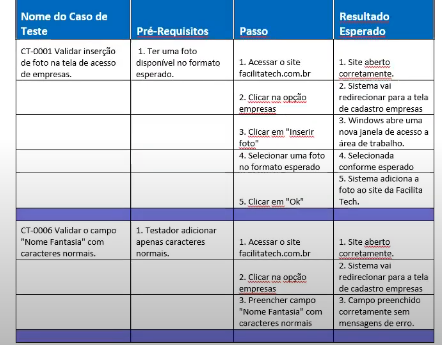 Nome do Caso de
Teste
Pré-Requisitos
Passo
Resultado
Esperado
CT-0001 Validar inserção
de foto na tela de acesso
de empresas.
1. Ter uma foto
disponível no formato
esperado.
1. Acessar o site
facilitatech.com.br
1. Site aberto
corretamente.
2. Clicar na opção
empresas
2. Sistema vai
redirecionar para a tela
de cadastro empresas
3. Clicar em "Inserir
foto"
3. Windows abre uma
nova janela de acesso a
área de trabalho.
4. Selecionar uma foto
no formato esperado
4. Selecionada
conforme esperado
5. Clicar em "Ok"
5. Sistema adiciona a
foto ao site da Facilita
Tech.
CT-0006 Validar o campo
"Nome Fantasia" com
caracteres normais.
1. Testador adicionar
apenas caracteres
normais.
1. Acessar o site
facilitatech.com.br
1. Site aberto
corretamente.
2. Clicar na opção
empresas
2. Sistema vai
redirecionar para a tela
de cadastro empresas
3. Preencher campo
"Nome Fantasia" com
caracteres normais
3. Campo preenchido
corretamente sem
mensagens de erro.